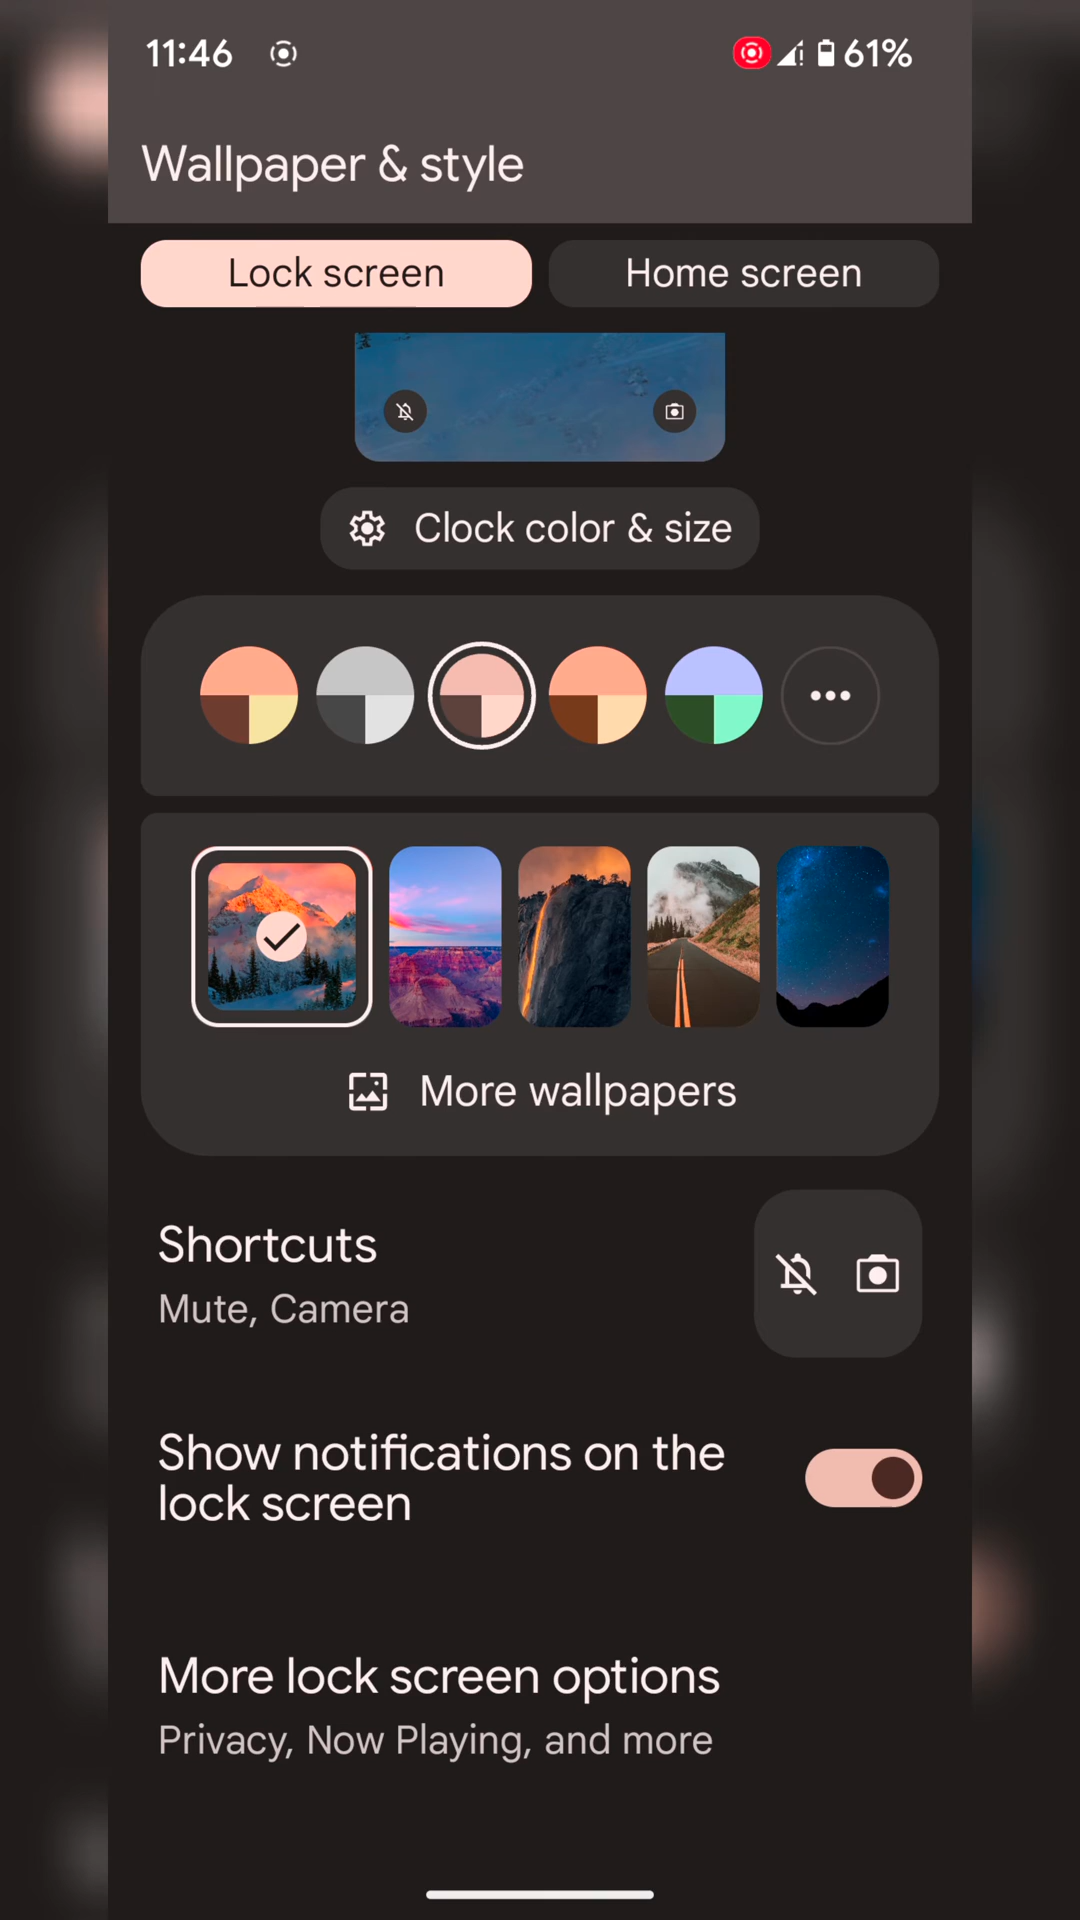 11:46
61%
Wallpaper & style
Lock screen
Home screen
Clock color & size
More wallpapers
Shortcuts
Mute, Camera
Show notifications on the
lock screen
More lock screen options
Privacy, Now Playing, and more